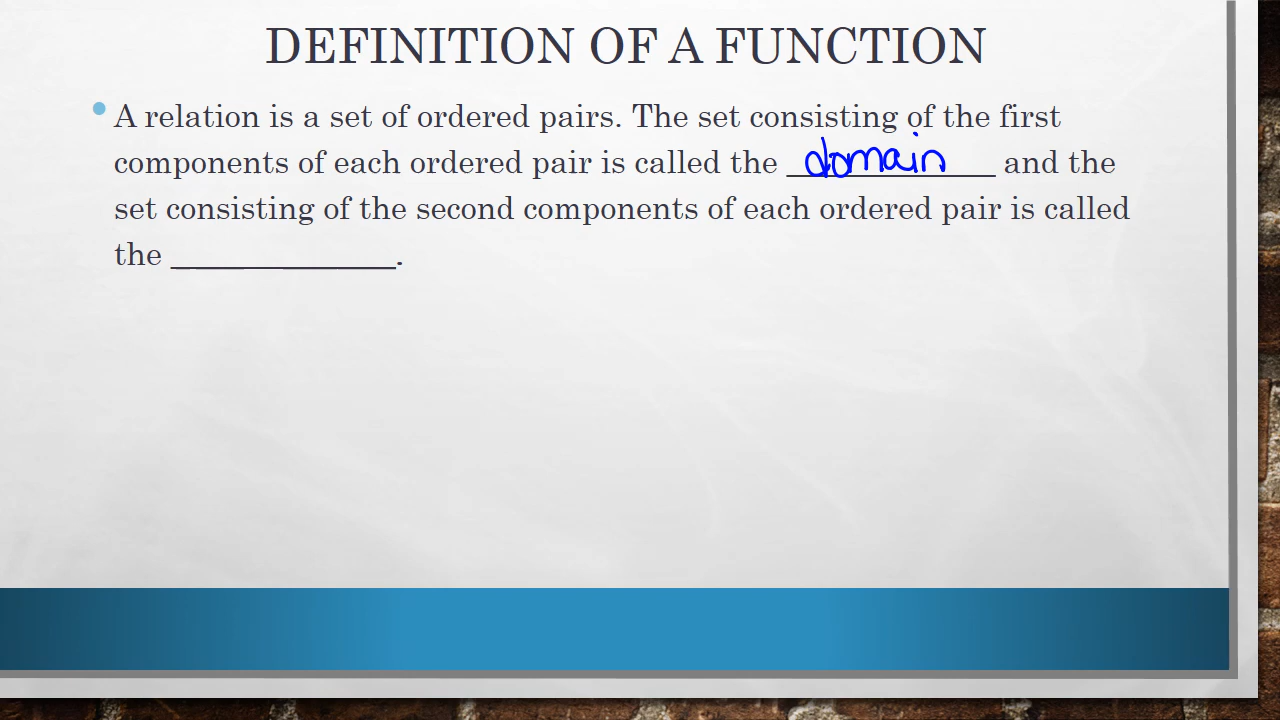 DEFINITION OF A FUNCTION
• A relation is a set of ordered pairs. The set consisting of the first
components of each ordered pair is called the domain and the
set consisting of the second components of each ordered pair is called
the ______________.